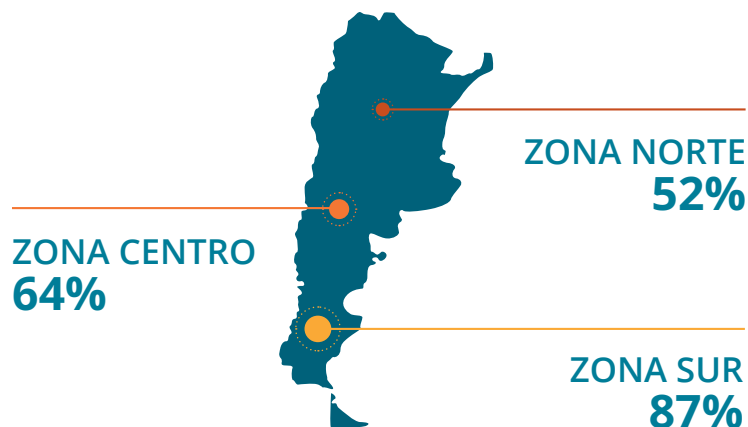 ZONA NORTE
52%
ZONA CENTRO
64%
ZONA SUR
87%